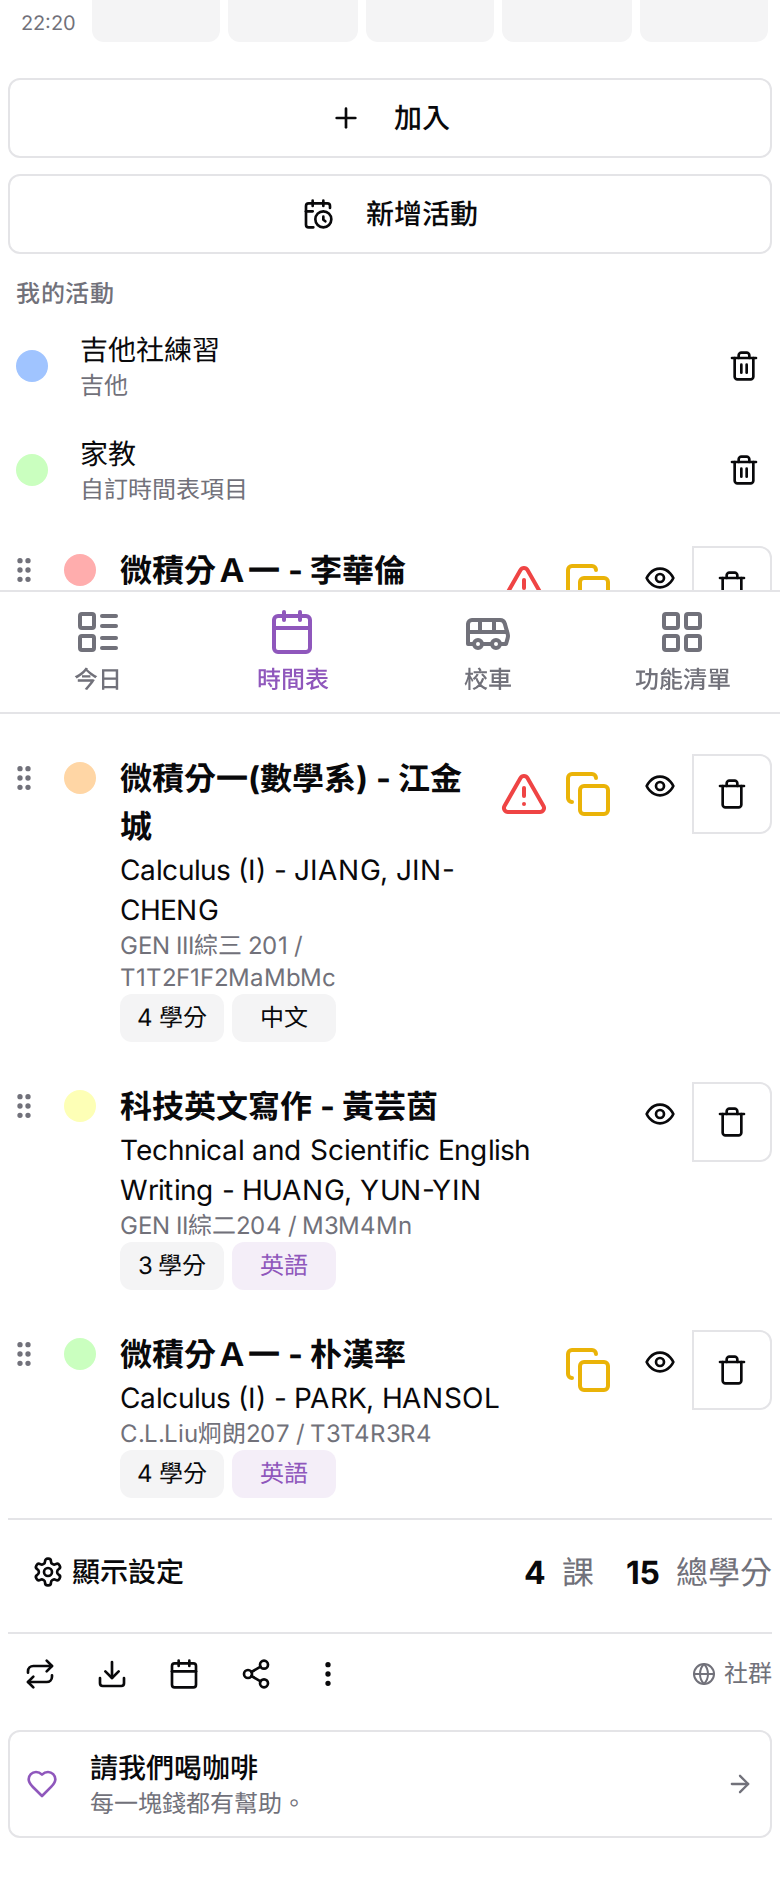 22:20
加入
新增活動
我的活動
吉他社練習
吉他
家教
自訂時間表項目
微積分Ａ一 - 李華倫
今日
時間表
校車
功能清單
微積分一(數學系) - 江金
城
Calculus (I) - JIANG, JIN-
CHENG
GEN III綜三 201 /
T1T2F1F2MaMbMc
4 學分
中文
科技英文寫作 - 黃芸茵
Technical and Scientific English
Writing - HUANG, YUN-YIN
GEN II綜二204 / M3M4Mn
3 學分
英語
微積分Ａ一 - 朴漢率
Calculus (I) - PARK, HANSOL
C.L.Liu炯朗207 / T3T4R3R4
4 學分
英語
顯示設定
4 課 15 總學分
社群
請我們喝咖啡
每一塊錢都有幫助。